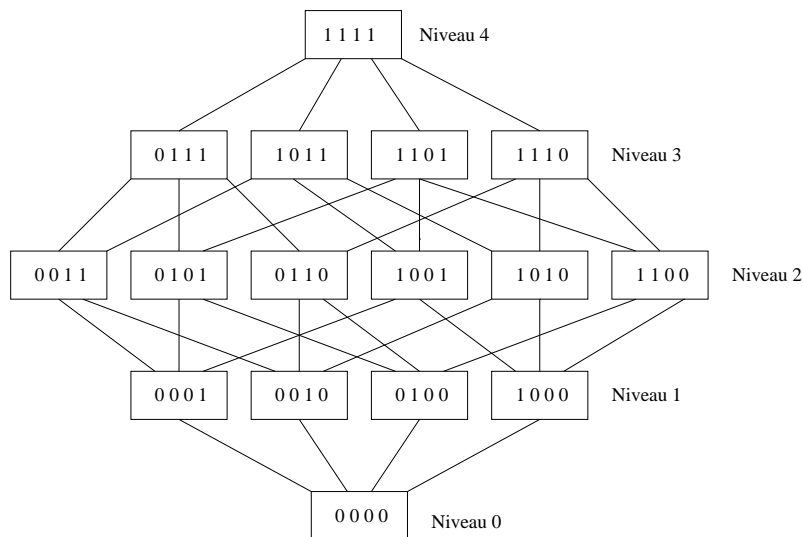 1 1 1 1 Niveau 4
0 1 1 1 1 0 1 1 1 1 0 1 1 1 1 0 Niveau 3
0 0 1 1 0 1 0 1 0 1 1 0 1 0 0 1 1 0 1 0 1 1 0 0 Niveau 2
0 0 0 1 0 0 1 0 0 1 0 0 1 0 0 0 Niveau 1
0 0 0 0 Niveau 0